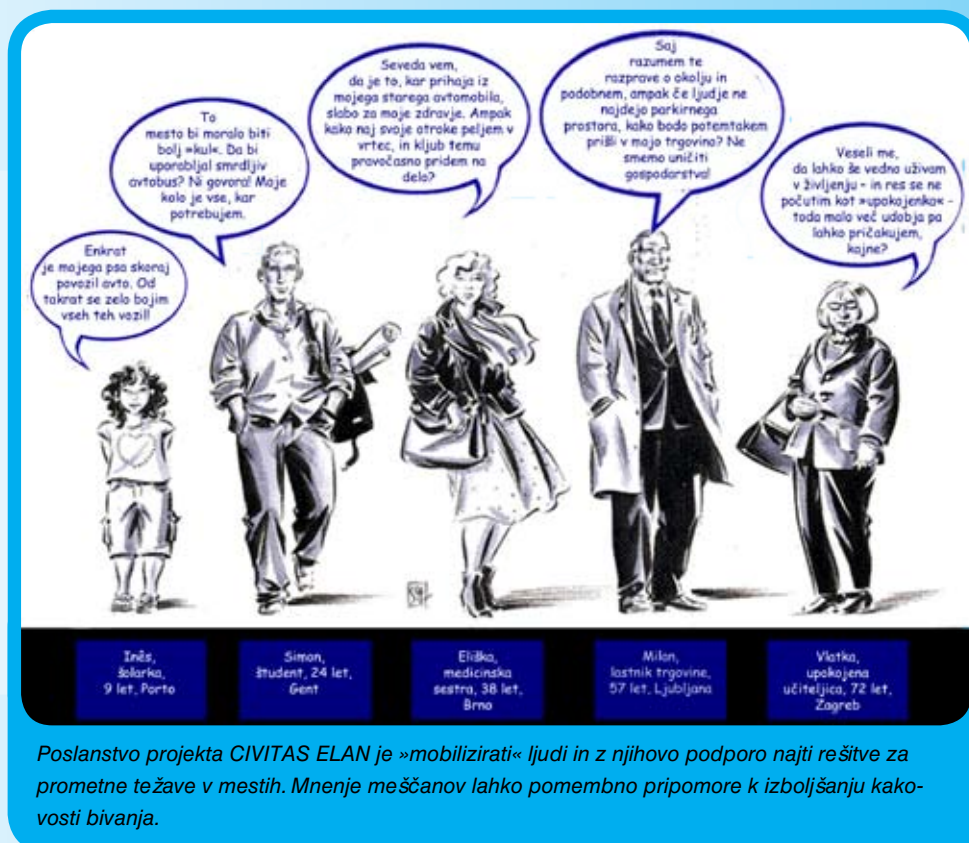 Enkrat
je mojega psa skoraj
povozil avto. Od
takrat se zelo bojim
vseh teh vozil!
To
mesto bi moralo biti
bolj »kul«. Da bi
uporabljal smrdljiv
avtobus? Ni govora! Moje
kolo je vse, kar
potrebujem.
Seveda vem,
da je to, kar prihaja iz
mojega starega avtomobila,
slabo za moje zdravje. Ampak
kako naj svoje otroke peljem v
vrtec, in kljub temu
pravočasno pridem na
delo?
Saj
razumem te
razprave o okolju in
podobnem, ampak če ljudje ne
najdejo parkirnega
prostora, kako bodo potemtakem
prišli v mojo trgovino? Ne
smemo uničiti
gospodarstva!
Veseli me,
da lahko še vedno uživam
v življenju - in res se ne
počutim kot »upokojenka« -
toda malo več udobja pa
lahko pričakujem,
kajne?
Inês,
šolarka,
9 let, Porto
Simon,
študent, 24 let,
Gent
Eliška,
medicinska
sestra, 38 let,
Brno
Milan,
lastnik trgovine,
57 let, Ljubljana
Vlatka,
upokojena
učiteljica, 72 let,
Zagreb
Poslanstvo projekta CIVITAS ELAN je »mobilizirati« ljudi in z njihovo podporo najti rešitve za
prometne težave v mestih. Mnenje meščanov lahko pomembno pripomore k izboljšanju kako-
vosti bivanja.